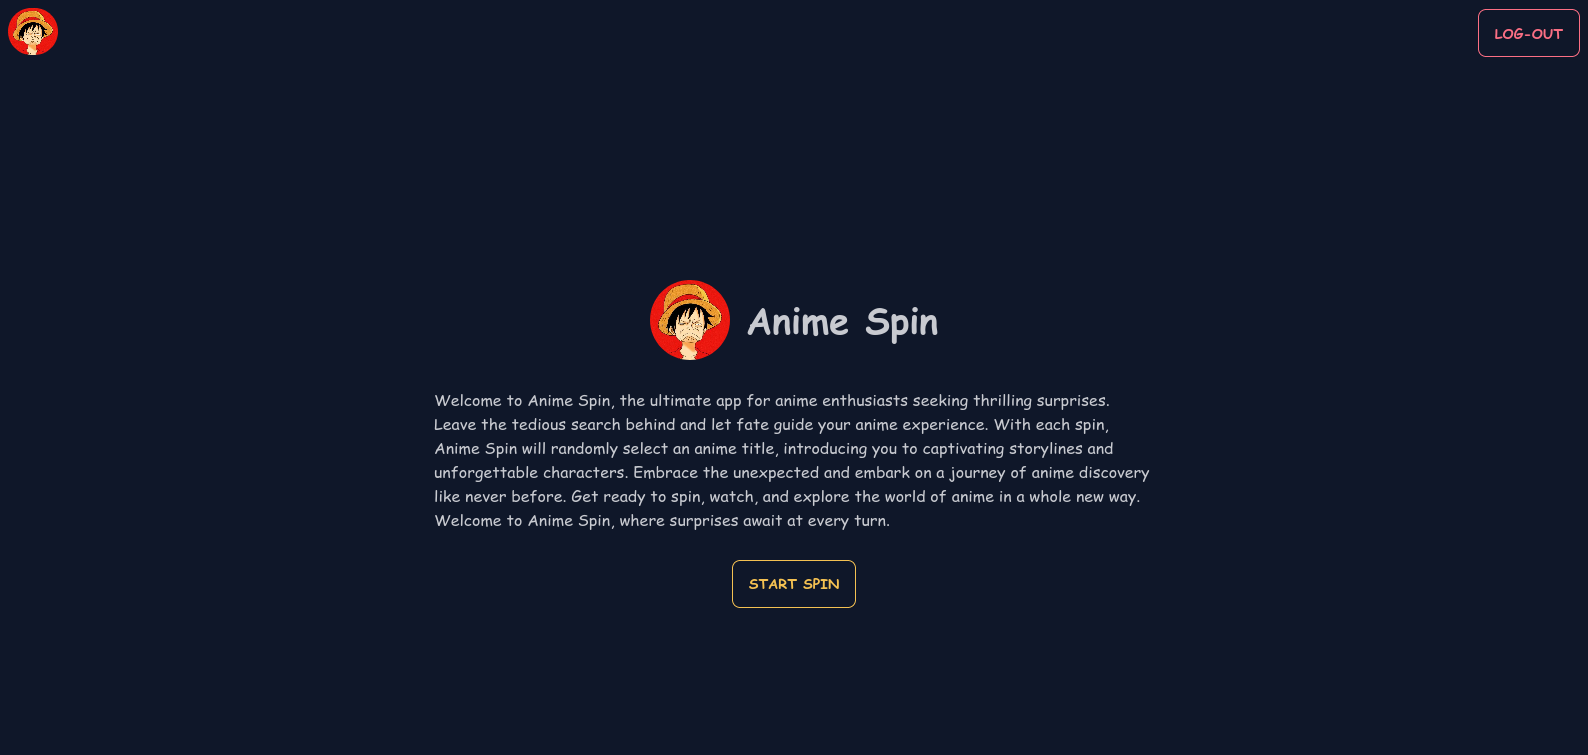 LOG-OUT
Anime Spin
Welcome to Anime Spin, the ultimate app for anime enthusiasts seeking thrilling surprises.
Leave the tedious search behind and let fate guide your anime experience. With each spin,
Anime Spin will randomly select an anime title, introducing you to captivating storylines and
unforgettable characters. Embrace the unexpected and embark on a journey of anime discovery
like never before. Get ready to spin, watch, and explore the world of anime in a whole new way.
Welcome to Anime Spin, where surprises await at every turn.
START SPIN